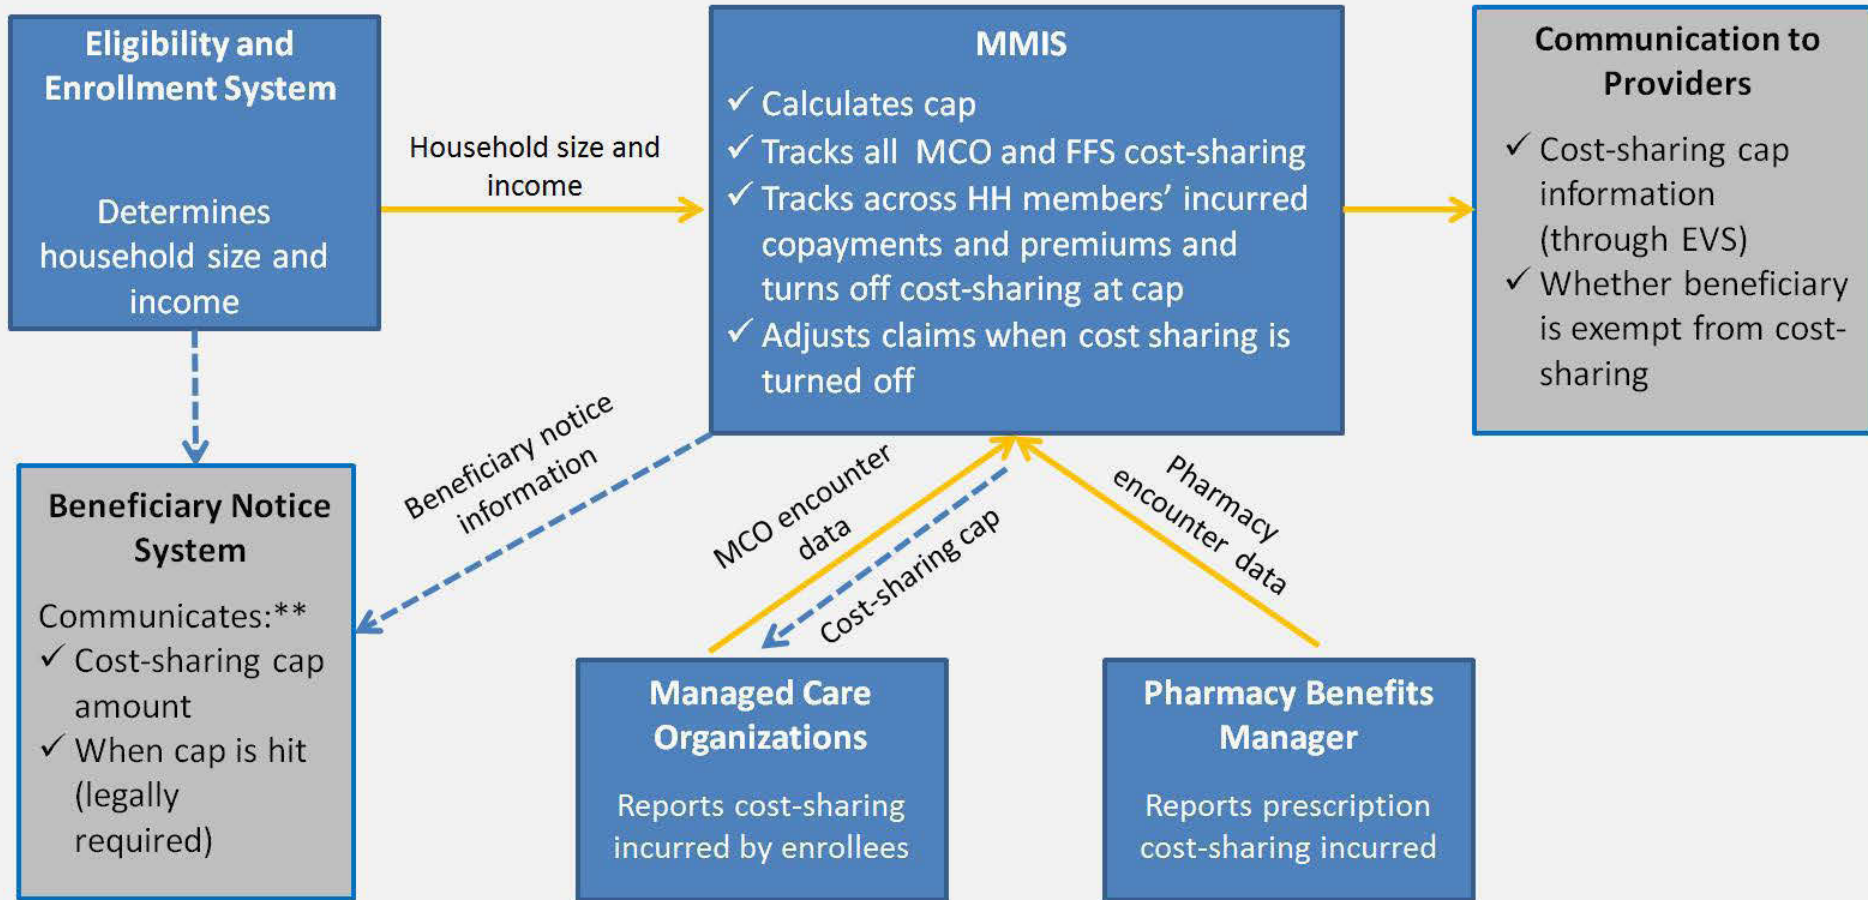 Eligibility and
Enrollment System
Determines
household size and
income
Household size and
income
MMIS
✓ Calculates cap
✓ Tracks all MCO and FFS cost-sharing
✓ Tracks across HH members’ incurred
copayments and premiums and
turns off cost-sharing at cap
✓ Adjusts claims when cost sharing is
turned off
Communication to
Providers
✓ Cost-sharing cap
information
(through EVS)
✓ Whether beneficiary
is exempt from cost-
sharing
Beneficiary notice
information
MCO encounter
data
Cost-sharing cap
Pharmacy
encounter data
Beneficiary Notice
System
Communicates:**
✓ Cost-sharing cap
amount
✓ When cap is hit
(legally
required)
Managed Care
Organizations
Reports cost-sharing
incurred by enrollees
Pharmacy Benefits
Manager
Reports prescription
cost-sharing incurred